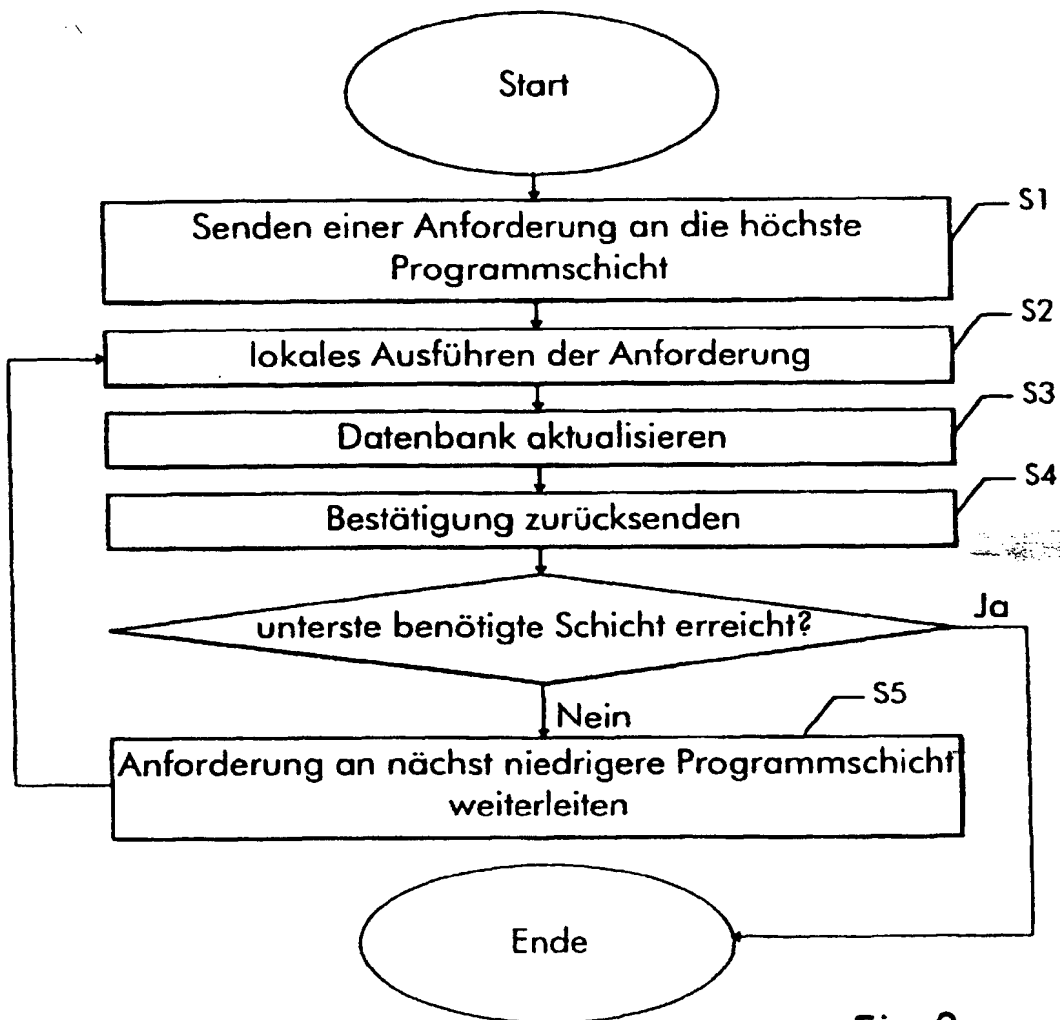 Start
Senden einer Anforderung an die höchste
Programmschicht
S1
lokales Ausführen der Anforderung
S2
Datenbank aktualisieren
S3
Bestätigung zurücksenden
S4
unterste benötigte Schicht erreicht?
Ja
Nein
S5
Anforderung an nächst niedrigere Programmschicht
weiterleiten
Ende